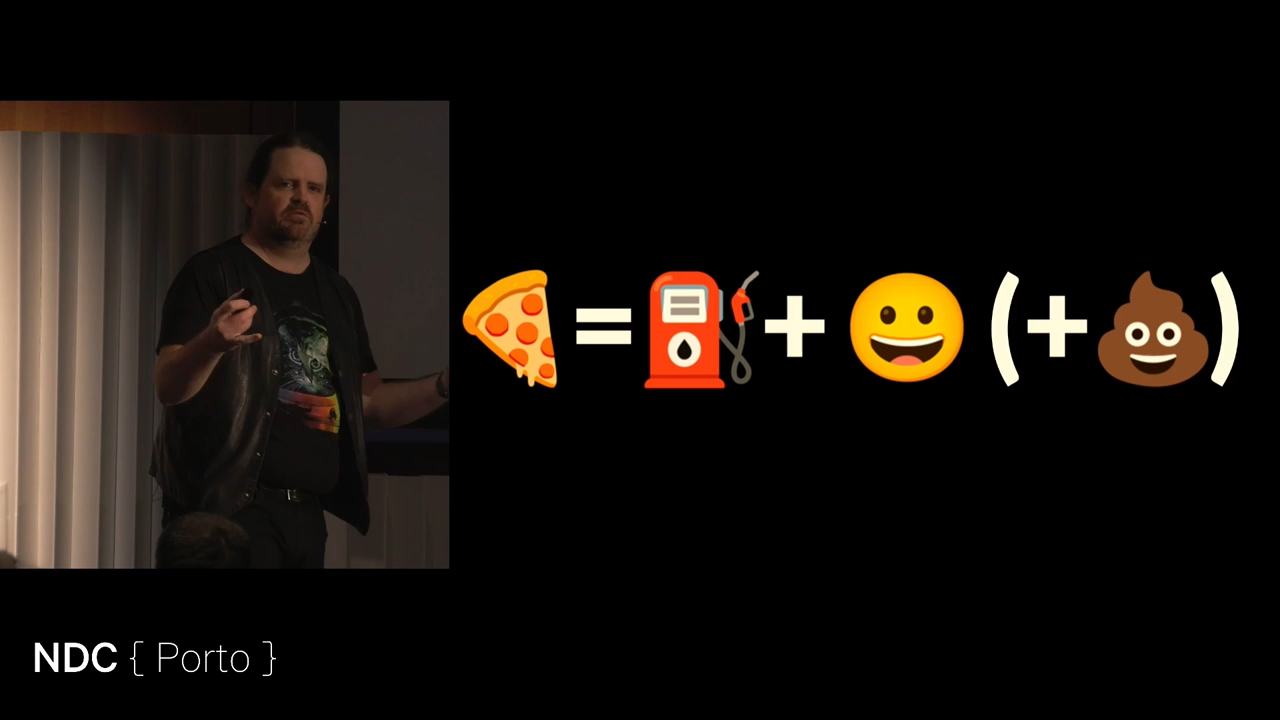 🍕=⛽+ 😀 (+💩)
NDC { Porto }